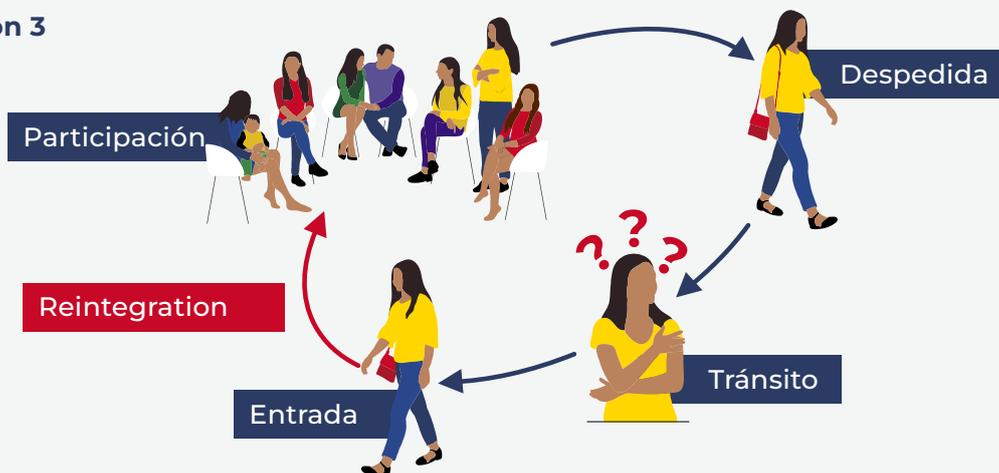 on 3
Despedida
Participación
? ? ?
Reintegration
Tránsito
Entrada